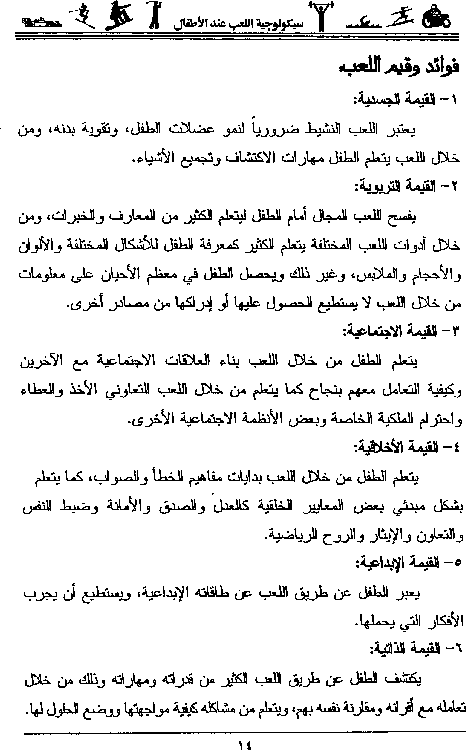 سيكولوجية اللعب عند الأطفال
فوائد وقيم اللعب
١- القيمة الجسدية:
يعتبر اللعب النشيط ضرورياً لنمو عضلات الطفل، وتقوية بدنه، ومن
خلال اللعب يتعلم الطفل مهارات الاكتشاف وتجميع الأشياء.
٢- القيمة التربوية:
يفسح اللعب المجال أمام الطفل ليتعلم الكثير من المعارف والخبرات، ومن
خلال أدوات اللعب المختلفة يتعلم الكثير كمعرفة الطفل للأشكال المختلفة والألوان
والأحجام والملابس، وغير ذلك ويحصل الطفل في معظم الأحيان على معلومات
من خلال اللعب لا يستطيع الحصول عليها أو إدراكها من مصادر أخرى.
٣- القيمة الاجتماعية:
يتعلم الطفل من خلال اللعب بناء العلاقات الاجتماعية مع الآخرين
وكيفية التعامل معهم بنجاح كما يتعلم من خلال اللعب التعاوني الأخذ والعطاء
واحترام الملكية الخاصة وبعض الأنظمة الاجتماعية الأخرى.
٤- القيمة الأخلاقية:
يتعلم الطفل من خلال اللعب بدايات مفاهيم الخطأ والصواب، كما يتعلم
بشكل مبدئي بعض المعايير الخلقية كالعدل والصدق والأمانة وضبط النفس
والتعاون والإيثار والروح الرياضية.
٥- القيمة الإبداعية:
يعبر الطفل عن طريق اللعب عن طاقاته الإبداعية، ويستطيع أن يجرب
الأفكار التي يحملها.
٦- القيمة الذاتية:
يكتشف الطفل عن طريق اللعب الكثير من قدراته ومهاراته وذلك من خلال
تعامله مع أقرانه ومقارنة نفسه بهم، ويتعلم من مشاكله كيفية مواجهتها ووضع الحلول لها.
١٤